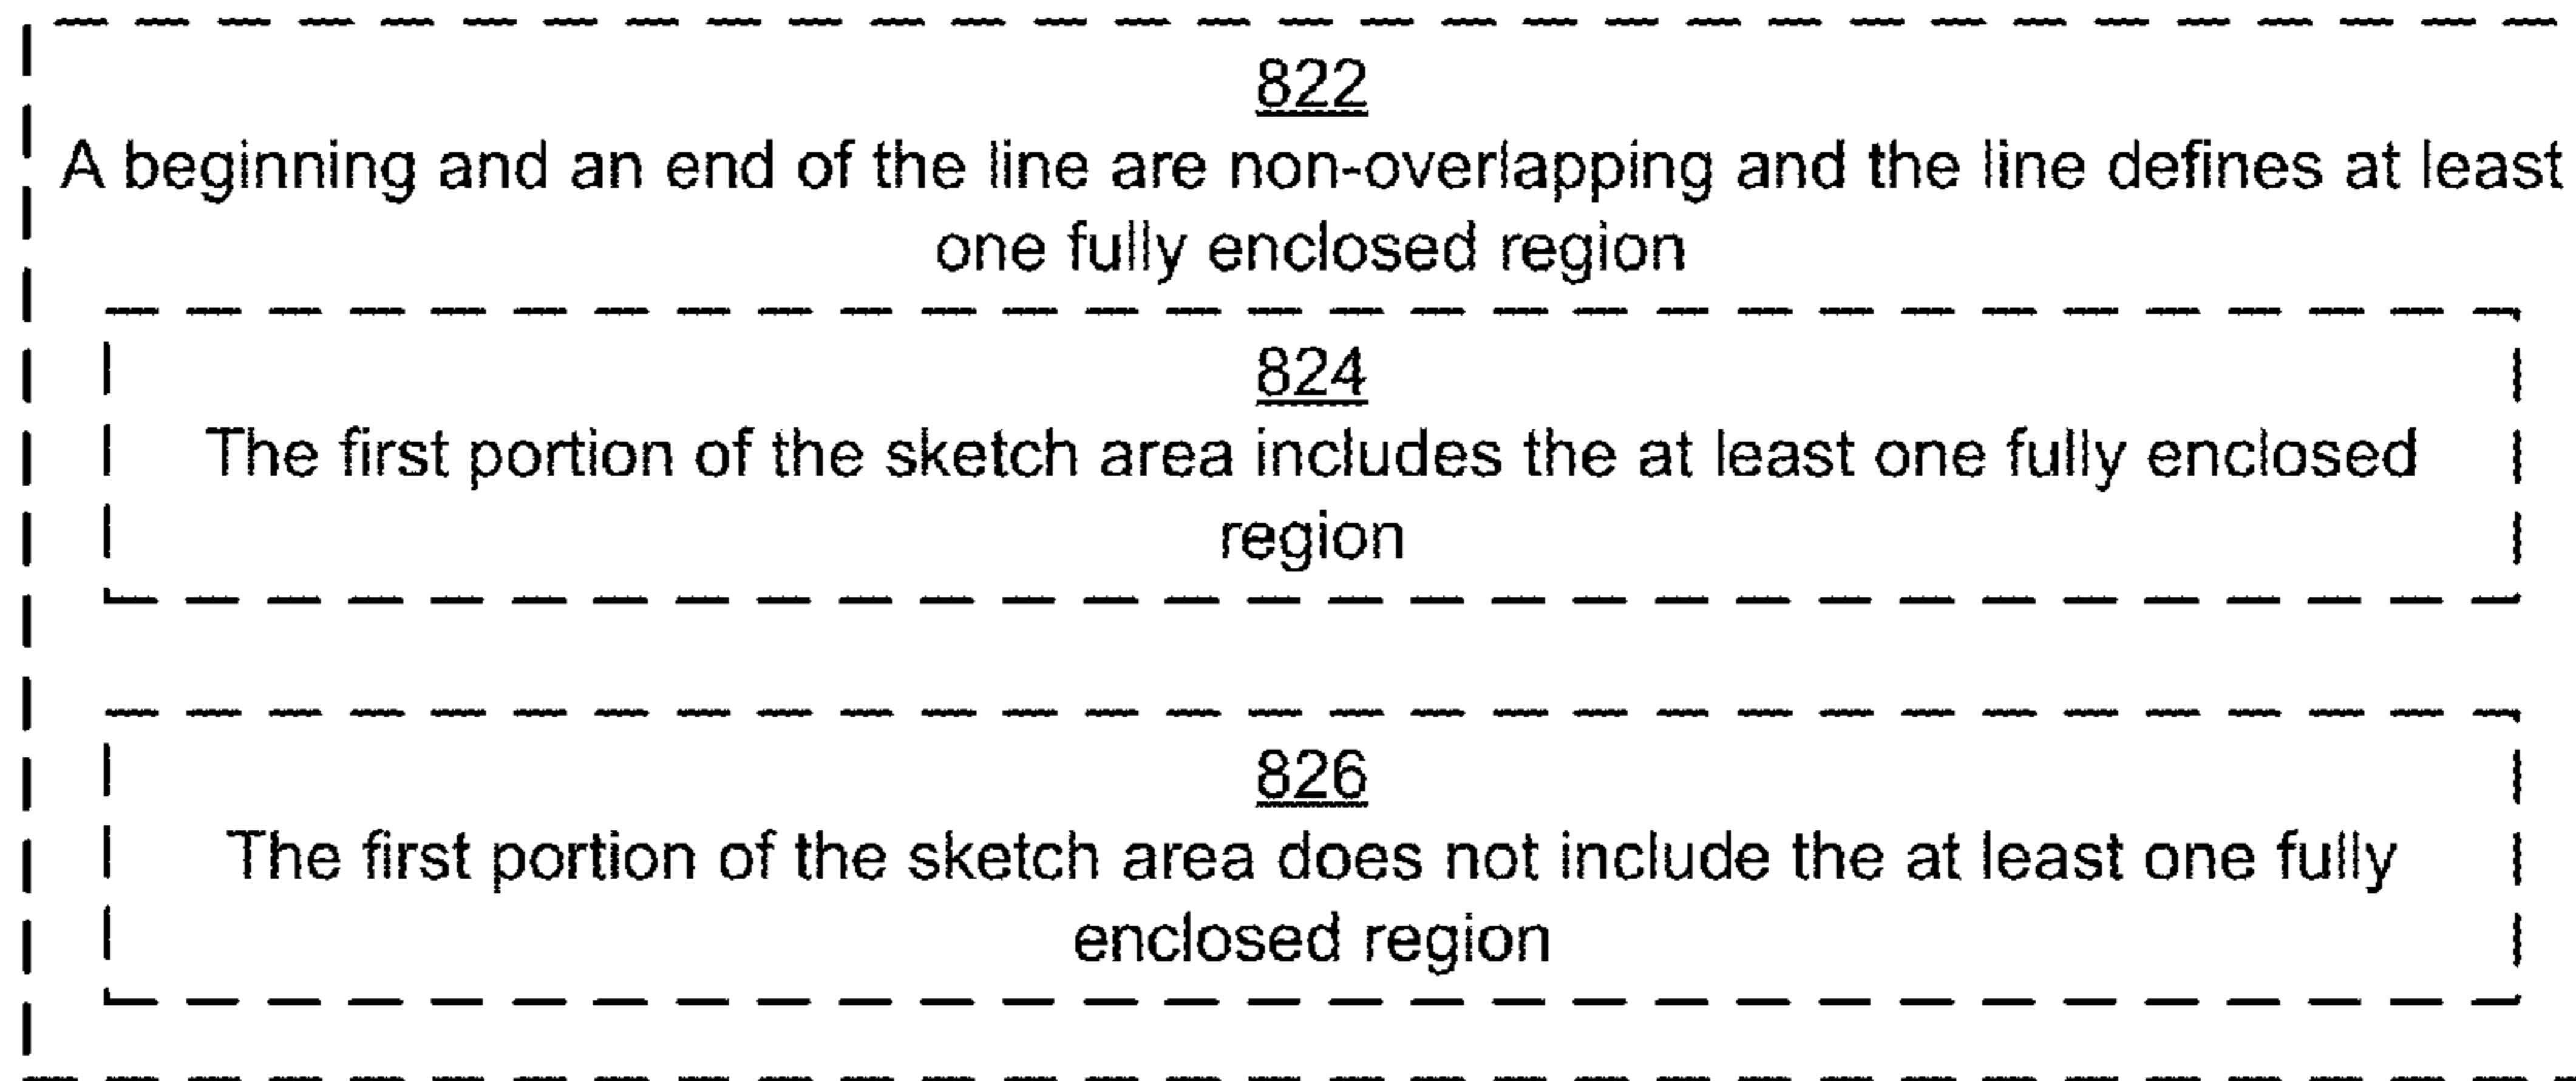 822
A beginning and an end of the line are non-overlapping and the line defines at least
one fully enclosed region
824
The first portion of the sketch area includes the at least one fully enclosed
region
826
The first portion of the sketch area does not include the at least one fully
enclosed region